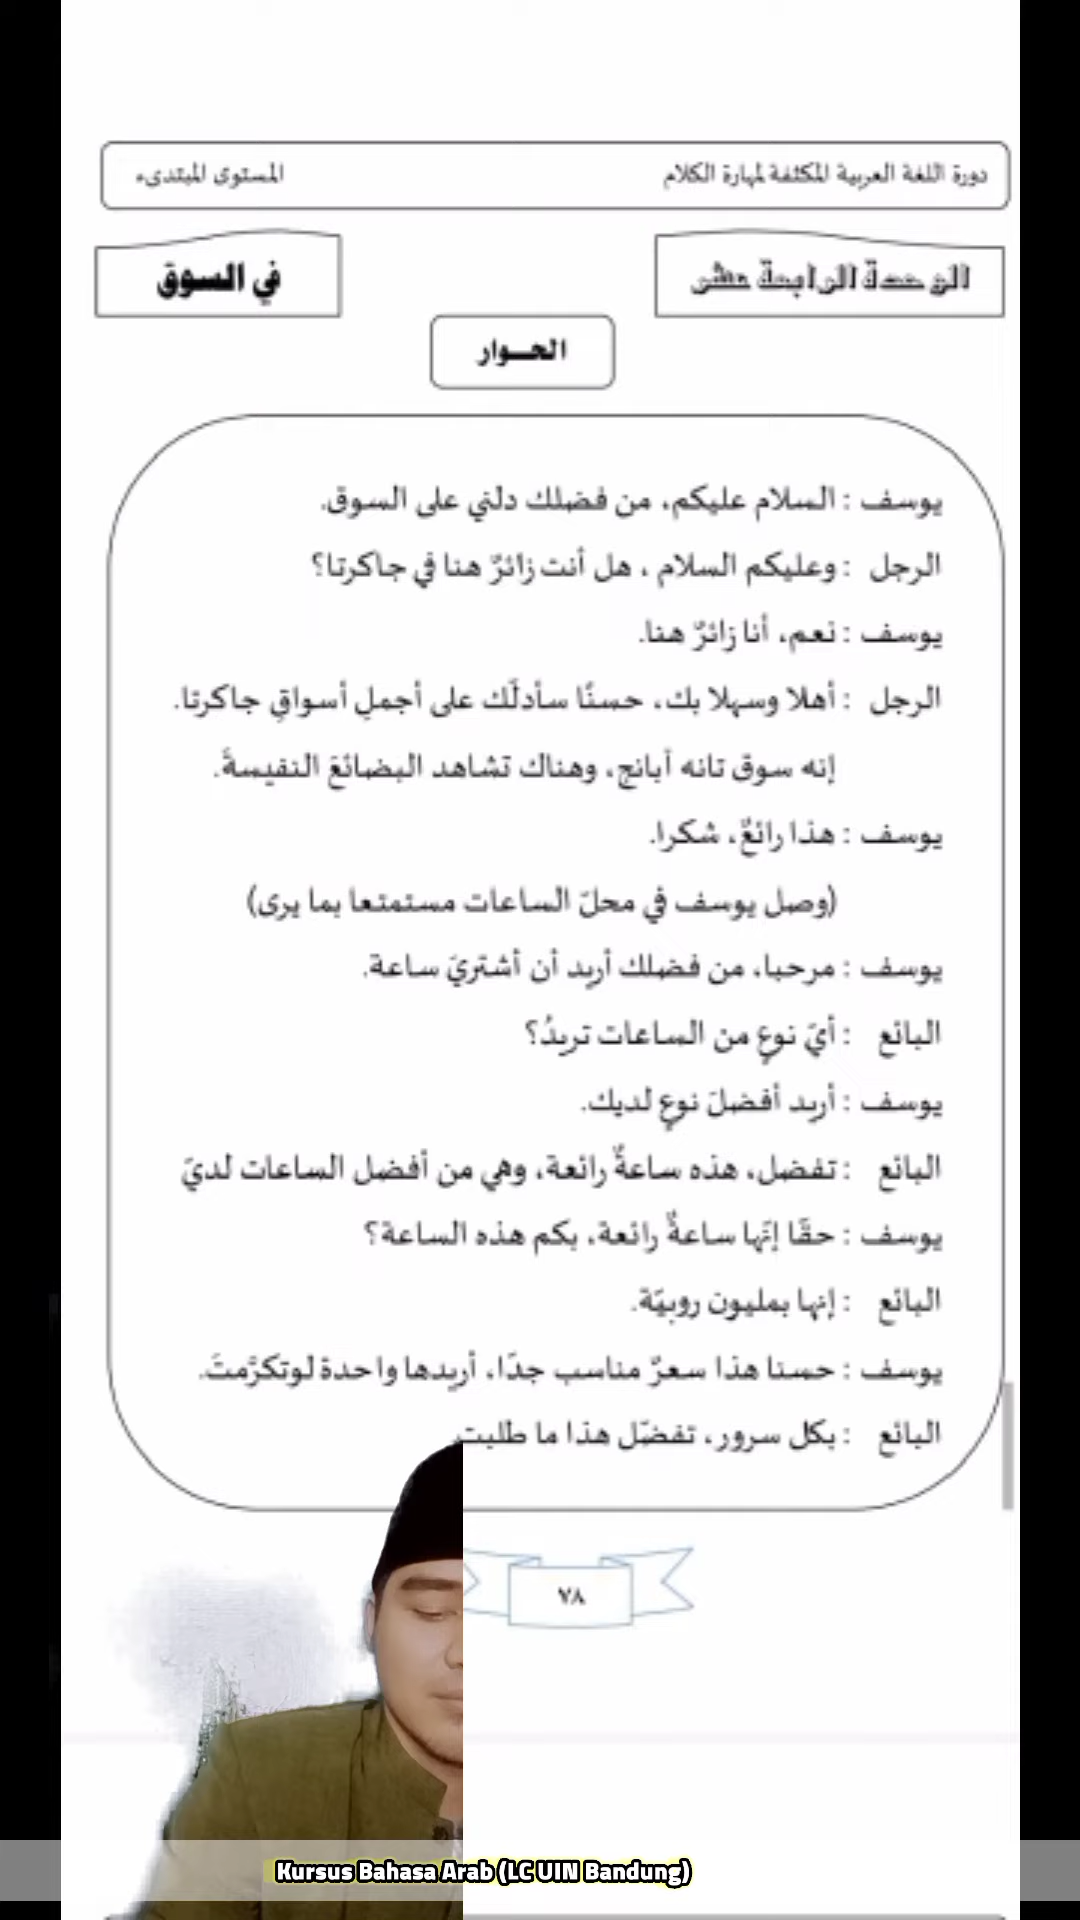 دورة اللغة العربية المكثفة لمهارة الكلام
المستوى المبتدىء
الوحدة الرابعة عشر
في السوق
الحـوار
يوسف : السلام عليكم، من فضلك دلني على السوق.
الرجل : وعليكم السلام ، هل أنت زائرٌ هنا في جاكرتا؟
يوسف : نعم، أنا زائرٌ هنا.
الرجل : أهلا وسهلا بك، حسنًا سأدلّك على أجملِ أسواقِ جاكرتا.
إنه سوق تانه أبانج، وهناك تشاهد البضائعَ النفيسةَ.
يوسف : هذا رائعٌ، شكرا.
(وصل يوسف في محلّ الساعات مستمتعا بما يرى)
يوسف : مرحبا، من فضلك أريد أن أشتريَ ساعة.
البائع : أيّ نوعٍ من الساعات تريدُ؟
يوسف : أريد أفضلَ نوعٍ لديك.
البائع : تفضل، هذه ساعةٌ رائعة، وهي من أفضل الساعات لديّ
يوسف : حقًا إنّها ساعةٌ رائعة، بكم هذه الساعة؟
البائع : إنها بمليون روبيّة.
يوسف : حسنا هذا سعرٌ مناسب جدًا، أريدها واحدة لوتكرَّمتَ.
البائع : بكل سرور، تفضّل هذا ما طلبت
٧٨
Kursus Bahasa Arab (LC UIN Bandung)